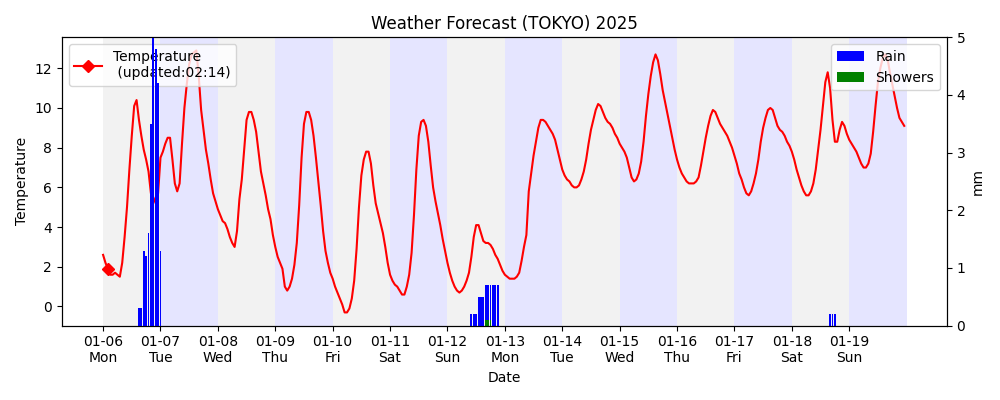 Weather Forecast (TOKYO) 2025
Temperature
(updated:02:14)
Rain
Showers
Temperature
12
10
8
6
4
2
0
5
4
3
2
1
0
mm
01-06 01-07 01-08 01-09 01-10 01-11 01-12 01-13 01-14 01-15 01-16 01-17 01-18 01-19
Mon Tue Wed Thu Fri Sat Sun Mon Tue Wed Thu Fri Sat Sun
Date